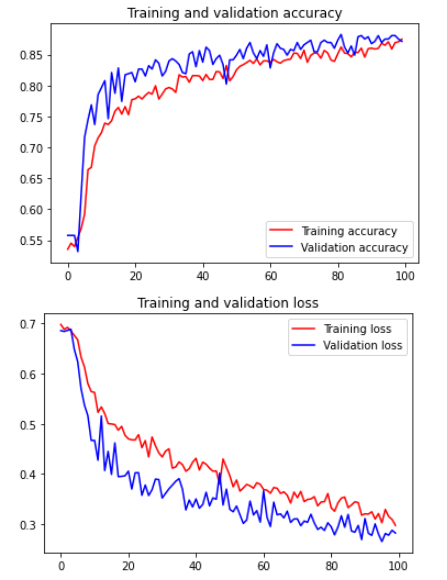 Training and validation accuracy
0.85
0.80
0.75
0.70
0.65
0.60
0.55
Training accuracy
Validation accuracy
0 20 40 60 80 100
Training and validation loss
0.7
Training loss
Validation loss
0.6
0.5
0.4
0.3
0 20 40 60 80 100